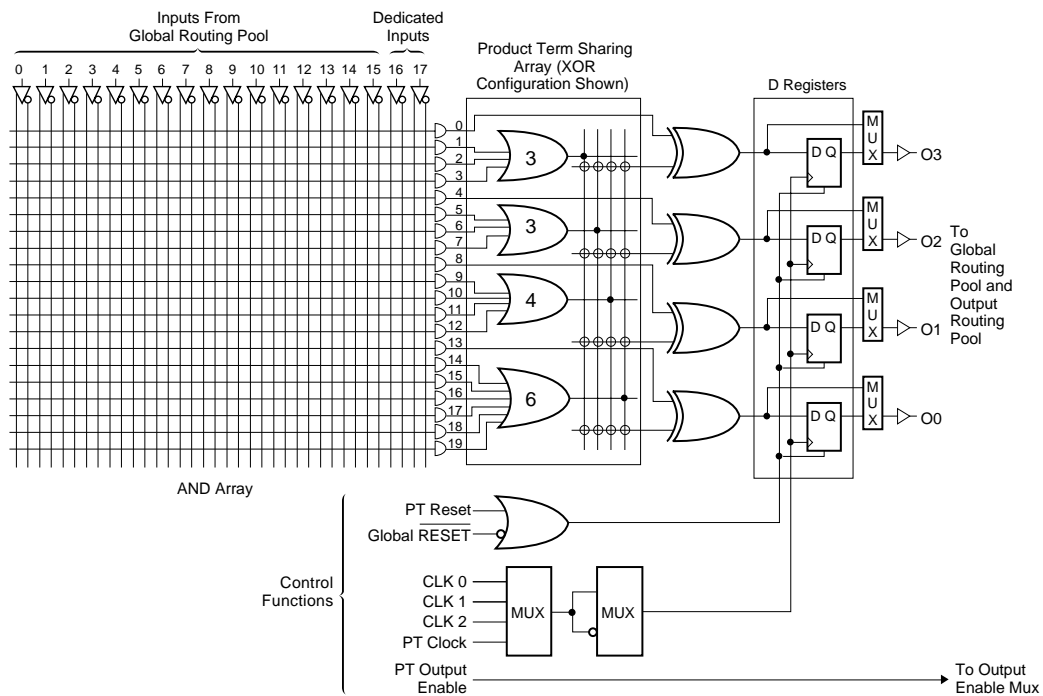 Inputs From
Global Routing Pool
Dedicated
Inputs
0 1 2 3 4 5 6 7 8 9 10 11 12 13 14 15 16 17
Product Term Sharing
Array (XOR
Configuration Shown)
D Registers
0
1
2
3
4
5
6
7
8
9
10
11
12
13
14
15
16
17
18
19
3
3
4
6
D Q
MUX
O3
D Q
MUX
O2
D Q
MUX
O1
D Q
MUX
O0
To
Global
Routing
Pool and
Output
Routing
Pool
AND Array
Control
Functions
PT Reset
Global RESET
CLK 0
CLK 1
CLK 2
PT Clock
MUX
MUX
PT Output
Enable
To Output
Enable Mux